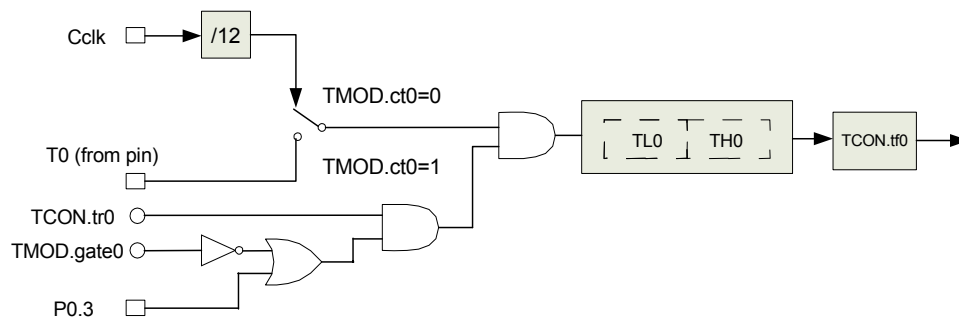 Cclk
/12
TMOD.ct0=0
T0 (from pin)
TMOD.ct0=1
TL0
TH0
TCON.tf0
TCON.tr0
TMOD.gate0
P0.3